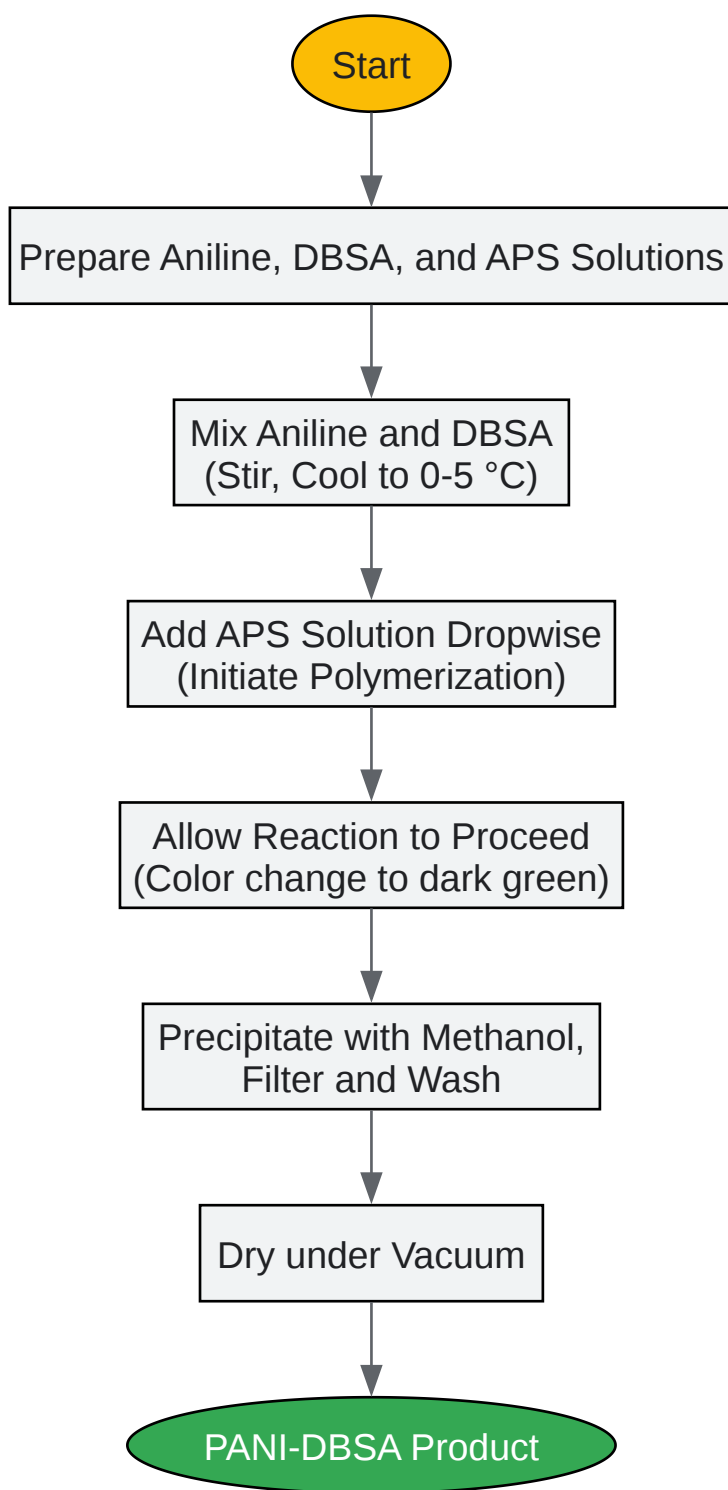 Start
Prepare Aniline, DBSA, and APS Solutions
Mix Aniline and DBSA
(Stir, Cool to 0-5 °C)
Add APS Solution Dropwise
(Initiate Polymerization)
Allow Reaction to Proceed
(Color change to dark green)
Precipitate with Methanol,
Filter and Wash
Dry under Vacuum
PANI-DBSA Product